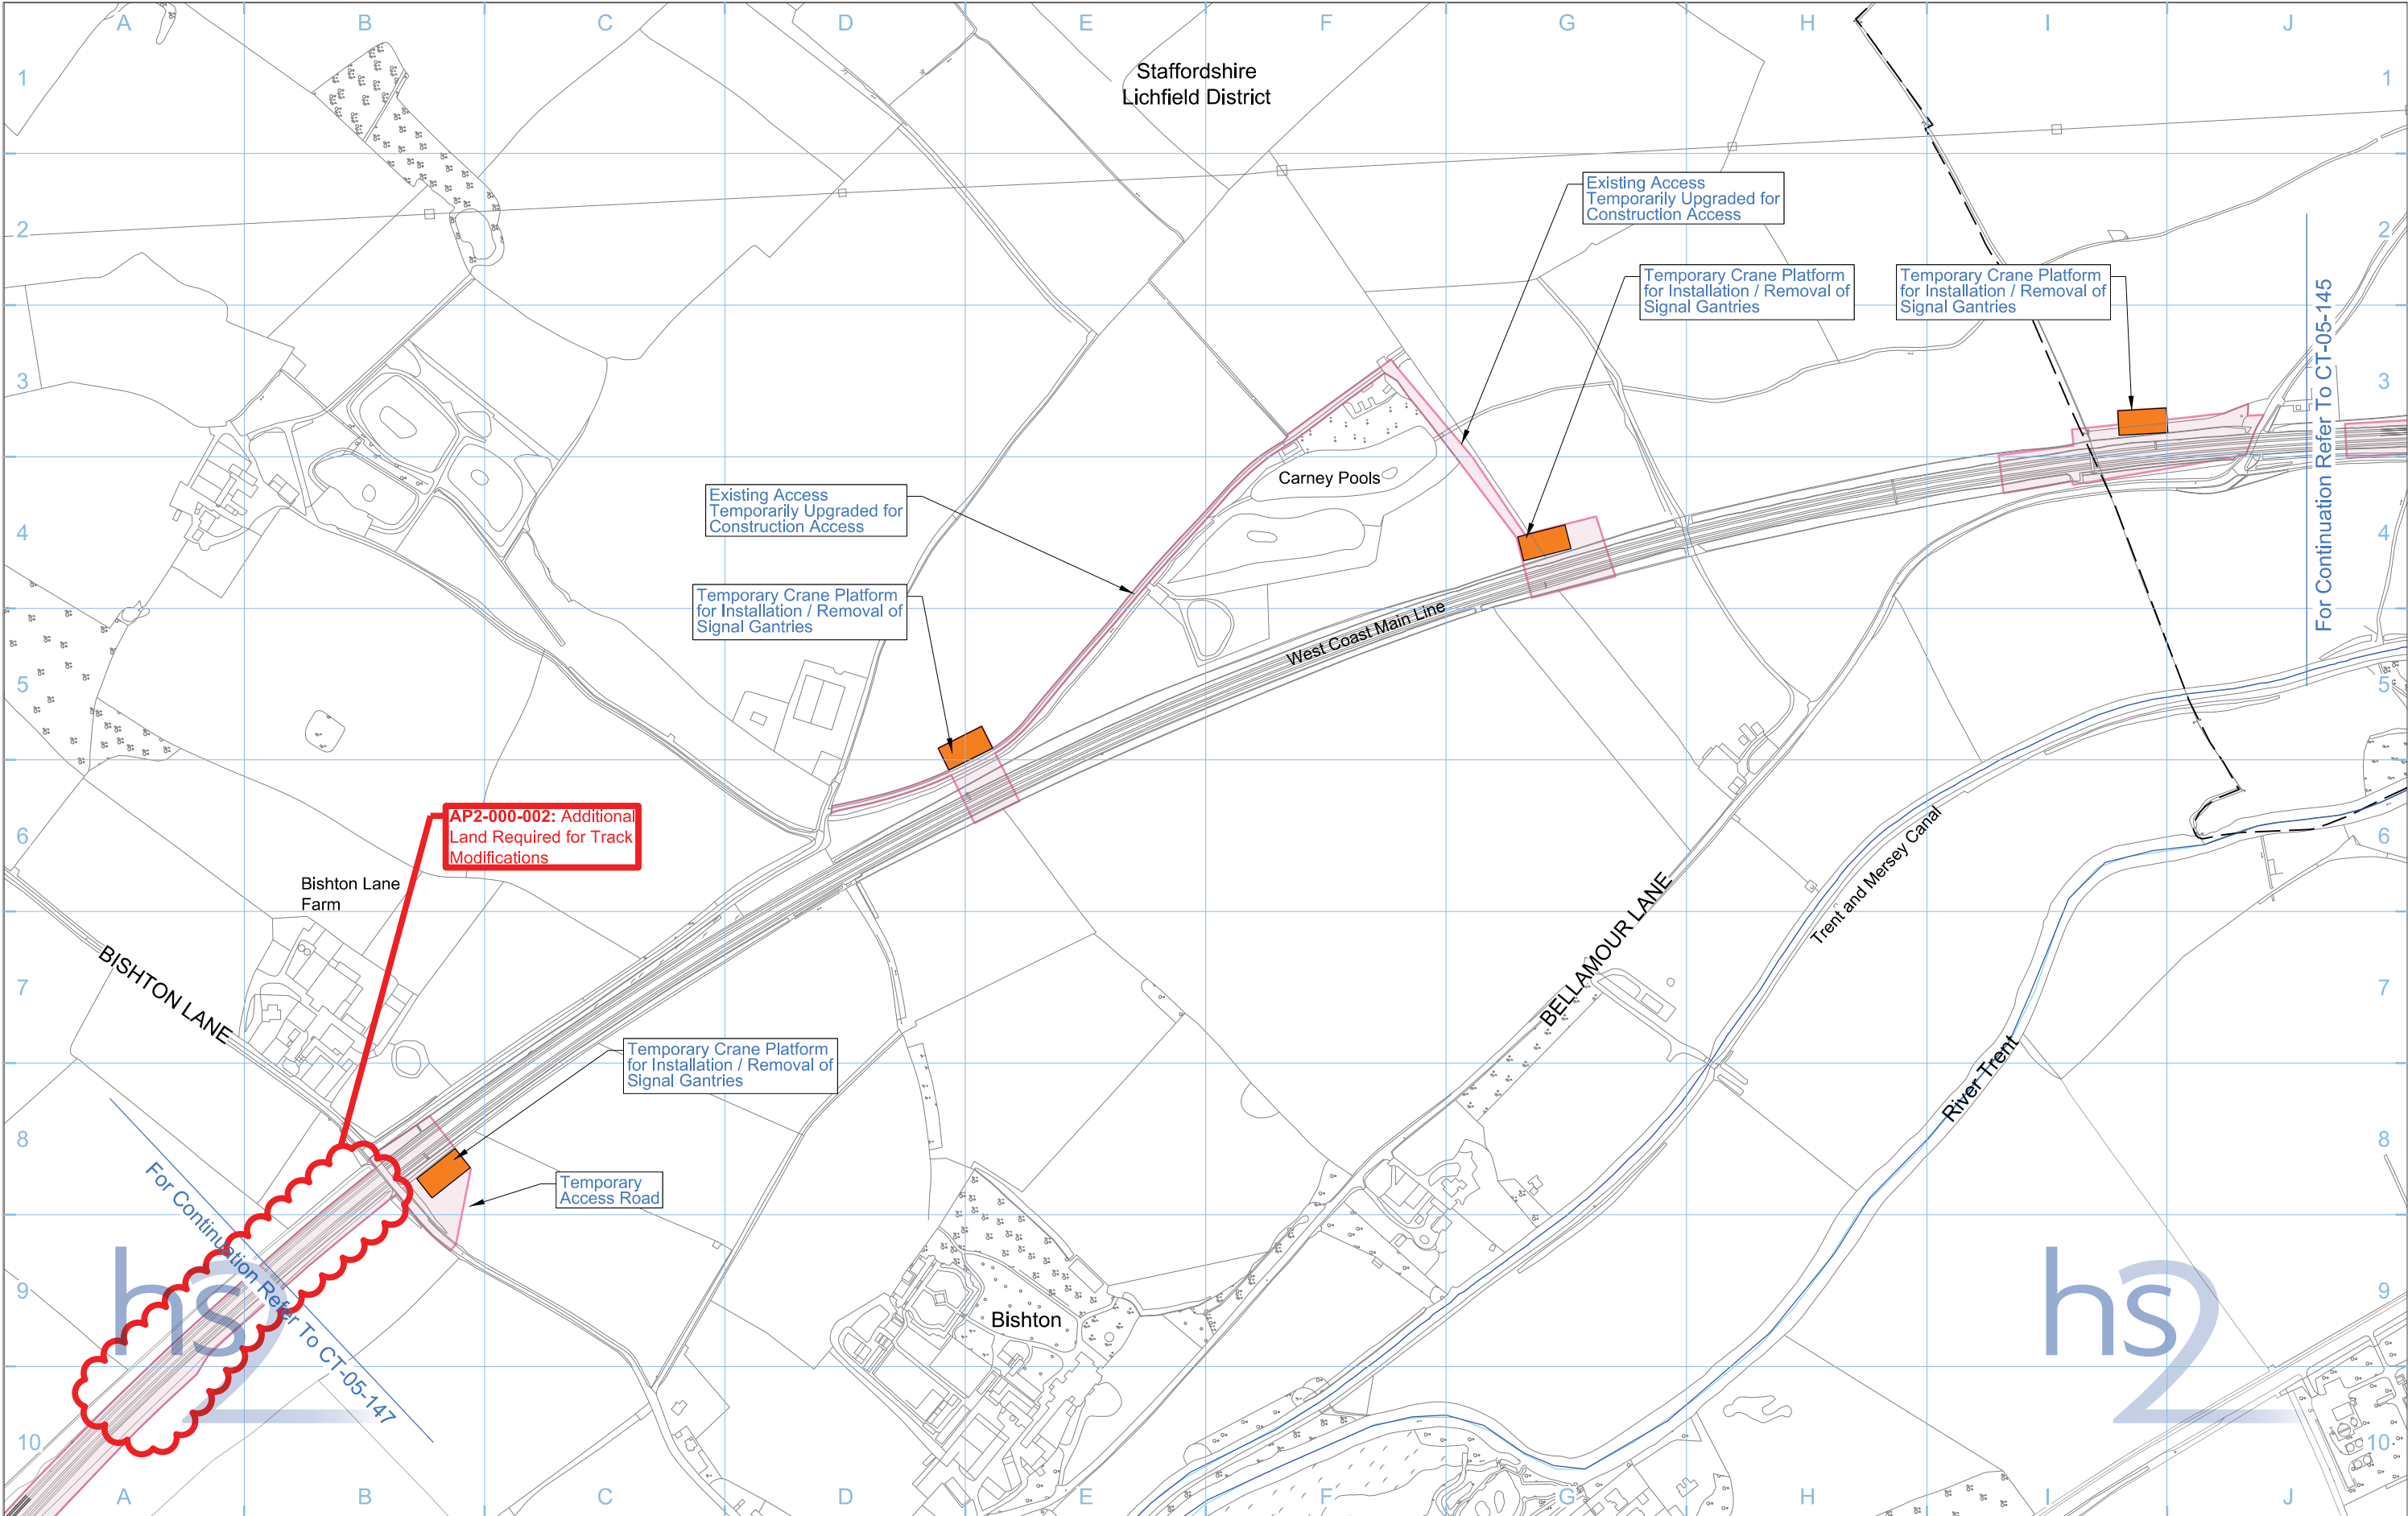 A B C D E F G H I J
1 1
2 2
3 3
4 4
5 5
6 6
7 7
8 8
9 9
10 10
A B C D E F G H I J
Staffordshire
Lichfield District
Existing Access
Temporarily Upgraded for
Construction Access
Temporary Crane Platform
for Installation / Removal of
Signal Gantries
Temporary Crane Platform
for Installation / Removal of
Signal Gantries
For Continuation Refer To CT-05-145
Carney Pools
Existing Access
Temporarily Upgraded for
Construction Access
Temporary Crane Platform
for Installation / Removal of
Signal Gantries
West Coast Main Line
AP2-000-002: Additional
Land Required for Track
Modifications
Bishton Lane
Farm
BISHTON LANE
BELLAMOUR LANE
Trent and Mersey Canal
River Trent
Temporary Crane Platform
for Installation / Removal of
Signal Gantries
Temporary
Access Road
For Continuation Refer To CT-05-147
Bishton
hs2
hs2